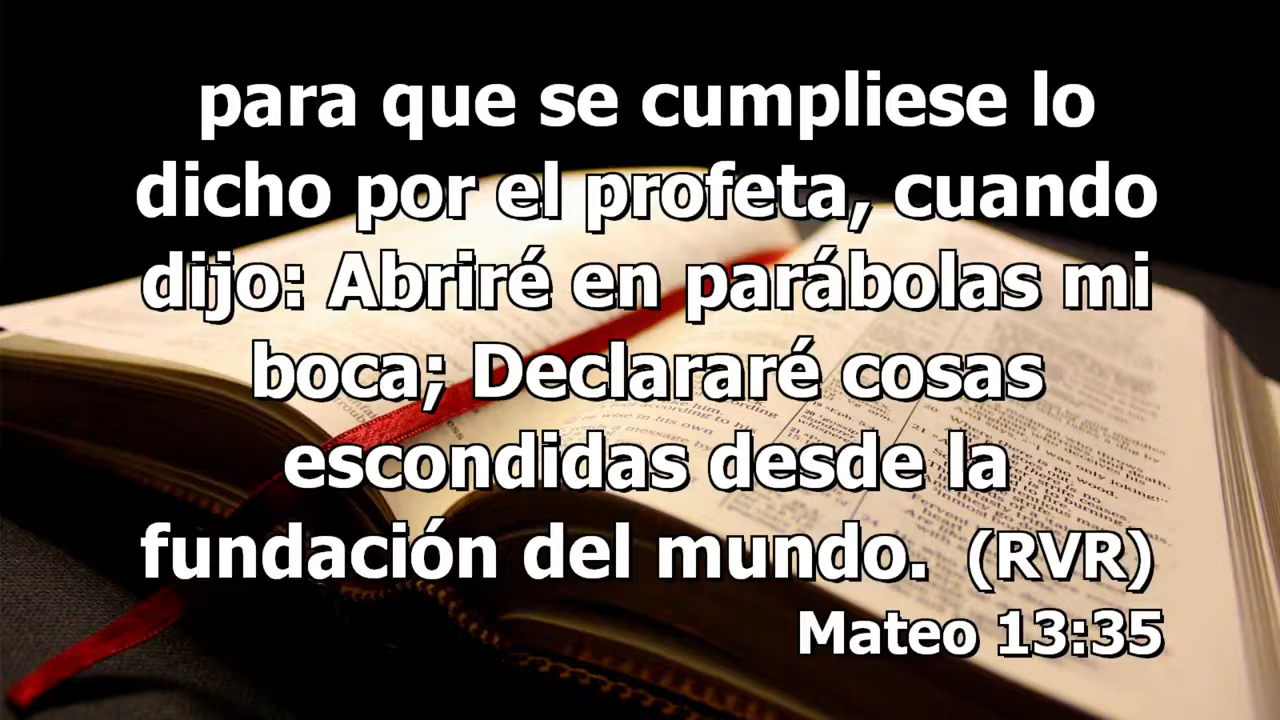 para que se cumpliese lo
dicho por el profeta, cuando
dijo: Abriré en parábolas mi
boca; Declararé cosas
escondidas desde la
fundación del mundo. (RVR)
Mateo 13:35